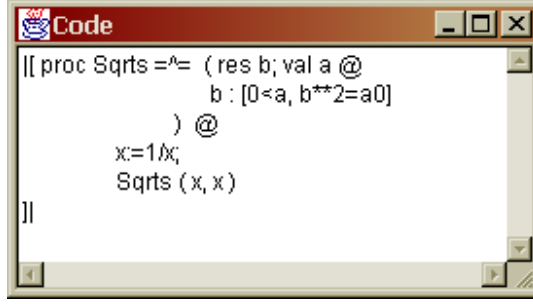 Code
|[ proc Sqrts =^= ( res b; val a @
b : [0<a, b**2=a0]
) @
x:=1/x;
Sqrts ( x, x )
]|